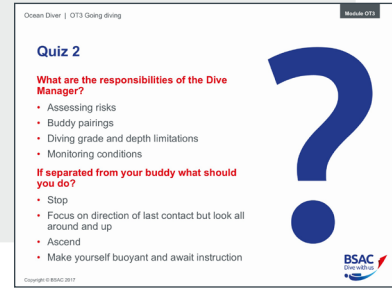 Ocean Diver | OT3 Going diving
Module OT3
Quiz 2
What are the responsibilities of the Dive
Manager?
• Assessing risks
• Buddy pairings
• Diving grade and depth limitations
• Monitoring conditions
If separated from your buddy what should
you do?
• Stop
• Focus on direction of last contact but look all
around and up
• Ascend
• Make yourself buoyant and await instruction
?
BSAC
Dive with us
Copyright © BSAC 2017